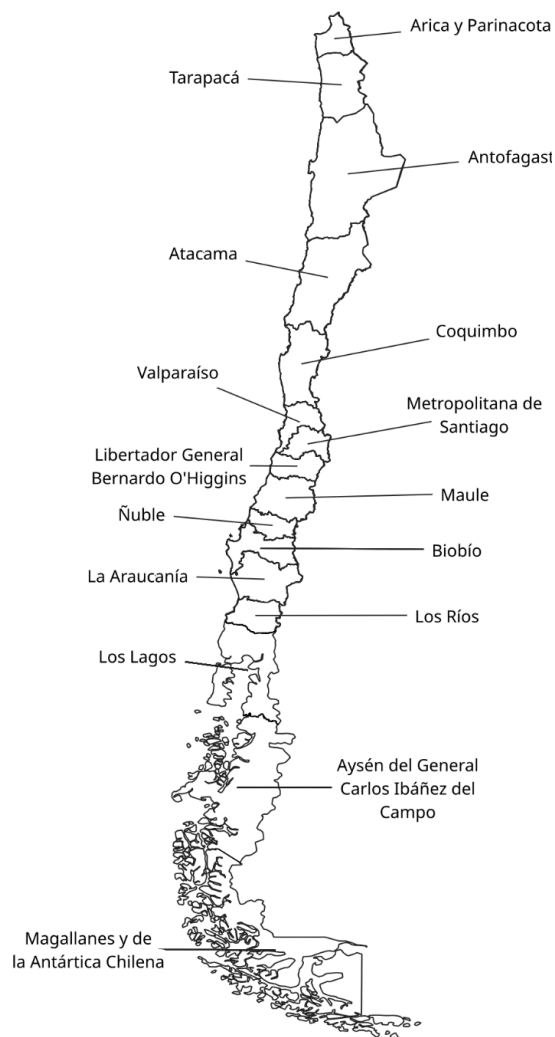 Arica y Parinacota
Tarapacá
Antofagast
Atacama
Coquimbo
Valparaíso
Metropolitana de
Santiago
Libertador General
Bernardo O'Higgins
Maule
Ñuble
Biobío
La Araucanía
Los Ríos
Los Lagos
Aysén del General
Carlos Ibáñez del
Campo
Magallanes y de
la Antártica Chilena